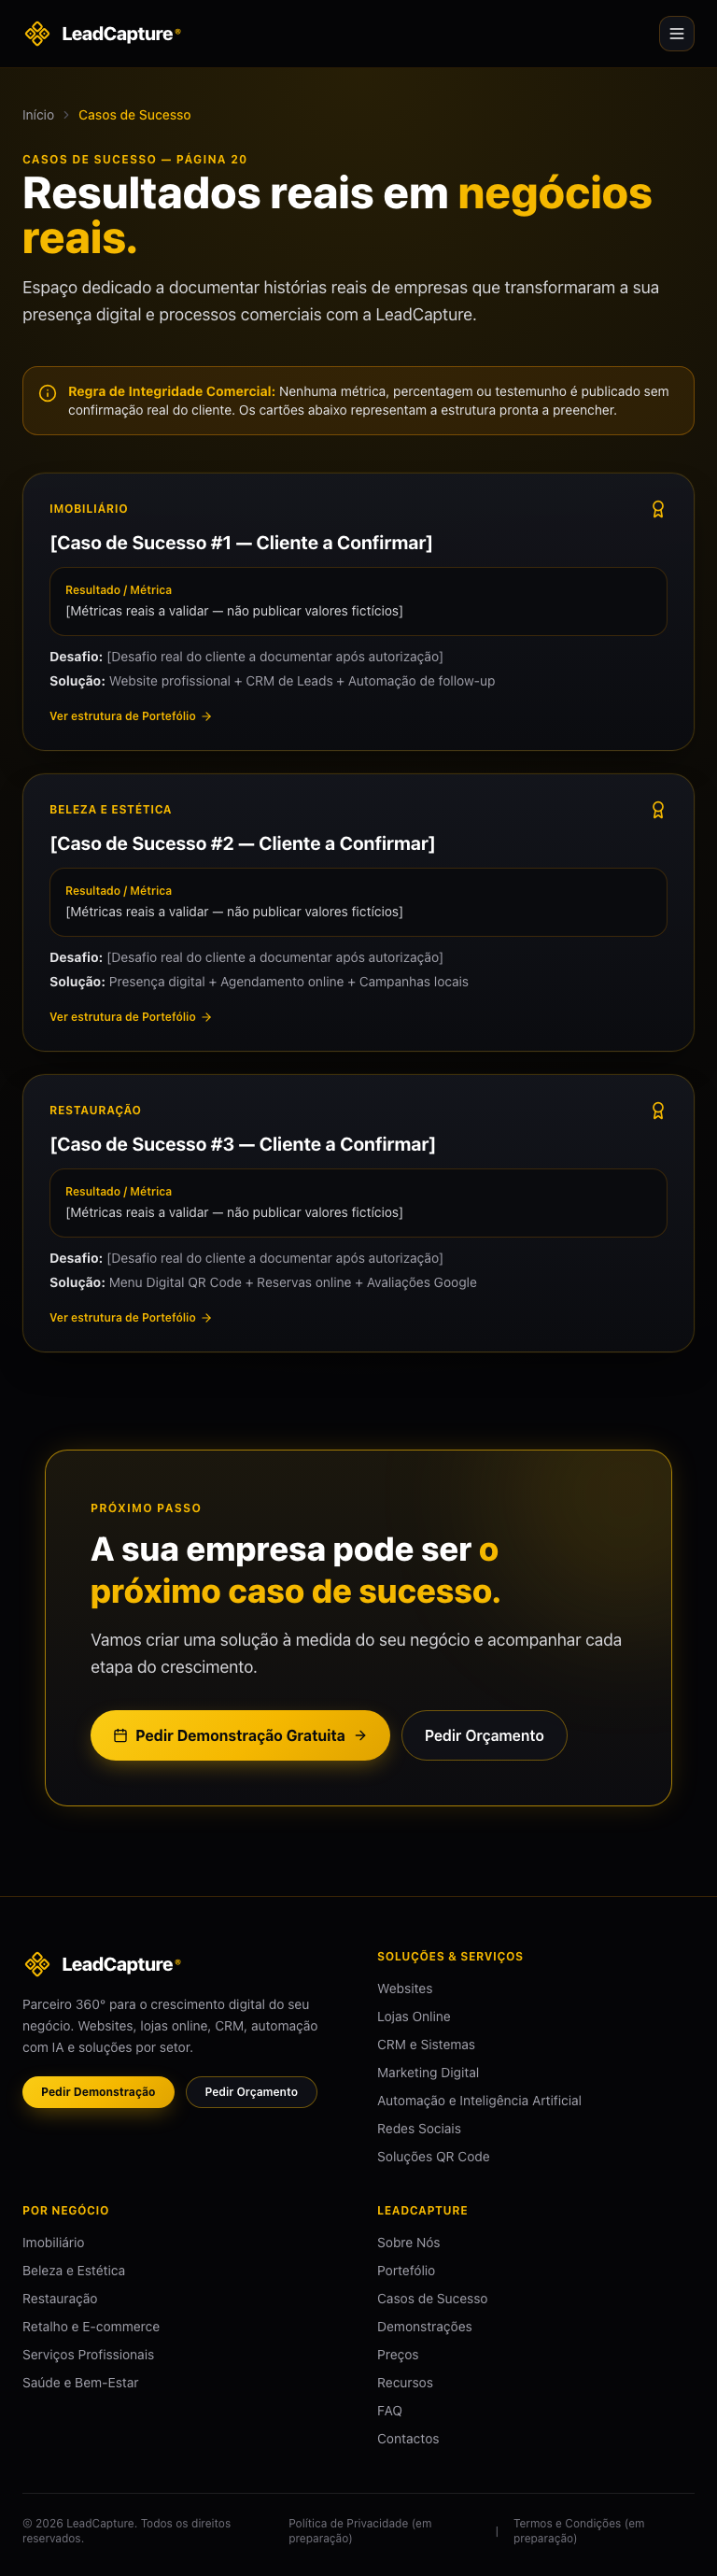 LeadCapture®
Início > Casos de Sucesso
CASOS DE SUCESSO — PÁGINA 20
Resultados reais em negócios
reais.
Espaço dedicado a documentar histórias reais de empresas que transformaram a sua
presença digital e processos comerciais com a LeadCapture.
Regra de Integridade Comercial: Nenhuma métrica, percentagem ou testemunho é publicado sem
confirmação real do cliente. Os cartões abaixo representam a estrutura pronta a preencher.
IMOBILIÁRIO
[Caso de Sucesso #1 — Cliente a Confirmar]
Resultado / Métrica
[Métricas reais a validar — não publicar valores fictícios]
Desafio: [Desafio real do cliente a documentar após autorização]
Solução: Website profissional + CRM de Leads + Automação de follow-up
Ver estrutura de Portefólio →
BELEZA E ESTÉTICA
[Caso de Sucesso #2 — Cliente a Confirmar]
Resultado / Métrica
[Métricas reais a validar — não publicar valores fictícios]
Desafio: [Desafio real do cliente a documentar após autorização]
Solução: Presença digital + Agendamento online + Campanhas locais
Ver estrutura de Portefólio →
RESTAURAÇÃO
[Caso de Sucesso #3 — Cliente a Confirmar]
Resultado / Métrica
[Métricas reais a validar — não publicar valores fictícios]
Desafio: [Desafio real do cliente a documentar após autorização]
Solução: Menu Digital QR Code + Reservas online + Avaliações Google
Ver estrutura de Portefólio →
PRÓXIMO PASSO
A sua empresa pode ser o
próximo caso de sucesso.
Vamos criar uma solução à medida do seu negócio e acompanhar cada
etapa do crescimento.
Pedir Demonstração Gratuita →
Pedir Orçamento
LeadCapture®
Parceiro 360° para o crescimento digital do seu
negócio. Websites, lojas online, CRM, automação
com IA e soluções por setor.
Pedir Demonstração
Pedir Orçamento
SOLUÇÕES & SERVIÇOS
Websites
Lojas Online
CRM e Sistemas
Marketing Digital
Automação e Inteligência Artificial
Redes Sociais
Soluções QR Code
POR NEGÓCIO
Imobiliário
Beleza e Estética
Restauração
Retalho e E-commerce
Serviços Profissionais
Saúde e Bem-Estar
LEADCAPTURE
Sobre Nós
Portefólio
Casos de Sucesso
Demonstrações
Preços
Recursos
FAQ
Contactos
© 2026 LeadCapture. Todos os direitos
reservados.
Política de Privacidade (em
preparação)
|
Termos e Condições (em
preparação)